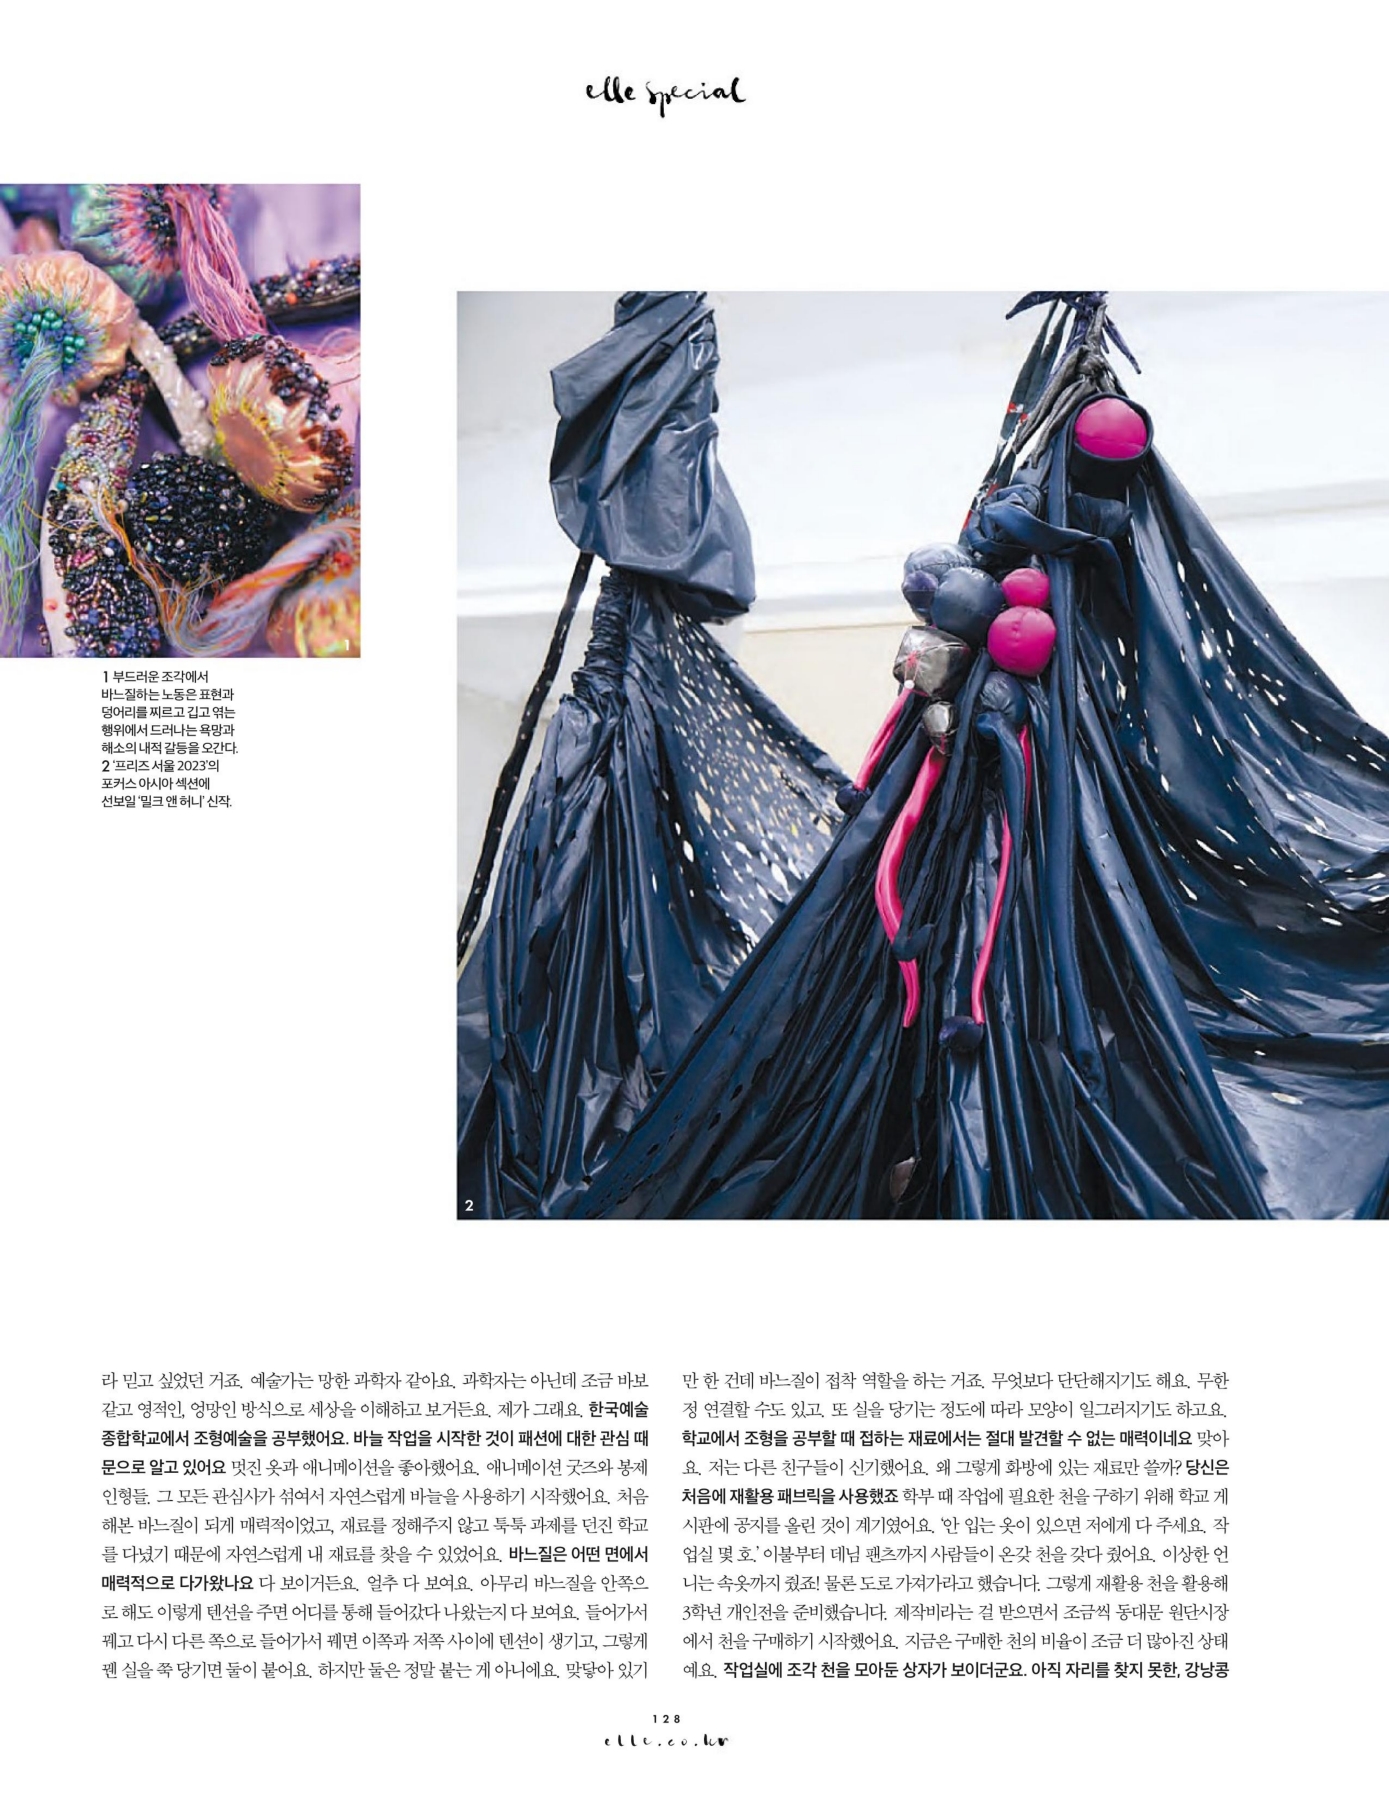 elle special
1
1 부드러운 조각에서
바느질하는 노동은 표현과
덩어리를 찌르고 깁고 엮는
행위에서 드러나는 욕망과
해소의 내적 갈등을 오간다.
2 '프리즈 서울 2023'의
포커스 아시아 섹션에
선보일 '밀크 앤 허니' 신작.
2
라 믿고 싶었던 거죠. 예술가는 망한 과학자 같아요. 과학자는 아닌데 조금 바보
같고 영적인, 엉망인 방식으로 세상을 이해하고 보거든요. 제가 그래요. 한국예술
종합학교에서 조형예술을 공부했어요. 바늘 작업을 시작한 것이 패션에 대한 관심 때
문으로 알고 있어요 멋진 옷과 애니메이션을 좋아했어요. 애니메이션 굿즈와 봉제
인형들. 그 모든 관심사가 섞여서 자연스럽게 바늘을 사용하기 시작했어요. 처음
해본 바느질이 되게 매력적이었고, 재료를 정해주지 않고 툭툭 과제를 던진 학교
를 다녔기 때문에 자연스럽게 내 재료를 찾을 수 있었어요. 바느질은 어떤 면에서
매력적으로 다가왔나요 다 보이거든요. 얼추 다 보여요. 아무리 바느질을 안쪽으
로 해도 이렇게 텐션을 주면 어디를 통해 들어갔다 나왔는지 다 보여요. 들어가서
꿰고 다시 다른 쪽으로 들어가서 꿰면 이쪽과 저쪽 사이에 텐션이 생기고, 그렇게
꿴 실을 쭉 당기면 둘이 붙어요. 하지만 둘은 정말 붙는 게 아니에요. 맞닿아 있기
만 한 건데 바느질이 접착 역할을 하는 거죠. 무엇보다 단단해지기도 해요. 무한
정 연결할 수도 있고. 또 실을 당기는 정도에 따라 모양이 일그러지기도 하고요.
학교에서 조형을 공부할 때 접하는 재료에서는 절대 발견할 수 없는 매력이네요 맞아
요. 저는 다른 친구들이 신기했어요. 왜 그렇게 화방에 있는 재료만 쓸까? 당신은
처음에 재활용 패브릭을 사용했죠 학부 때 작업에 필요한 천을 구하기 위해 학교 게
시판에 공지를 올린 것이 계기였어요. '안 입는 옷이 있으면 저에게 다 주세요. 작
업실 몇 호.' 이불부터 데님 팬츠까지 사람들이 온갖 천을 갖다 줬어요. 이상한 언
니는 속옷까지 줬죠! 물론 도로 가져가라고 했습니다. 그렇게 재활용 천을 활용해
3학년 개인전을 준비했습니다. 제작비라는 걸 받으면서 조금씩 동대문 원단시장
에서 천을 구매하기 시작했어요. 지금은 구매한 천의 비율이 조금 더 많아진 상태
예요. 작업실에 조각 천을 모아둔 상자가 보이더군요. 아직 자리를 찾지 못한, 강낭콩
128
elle.co.kr